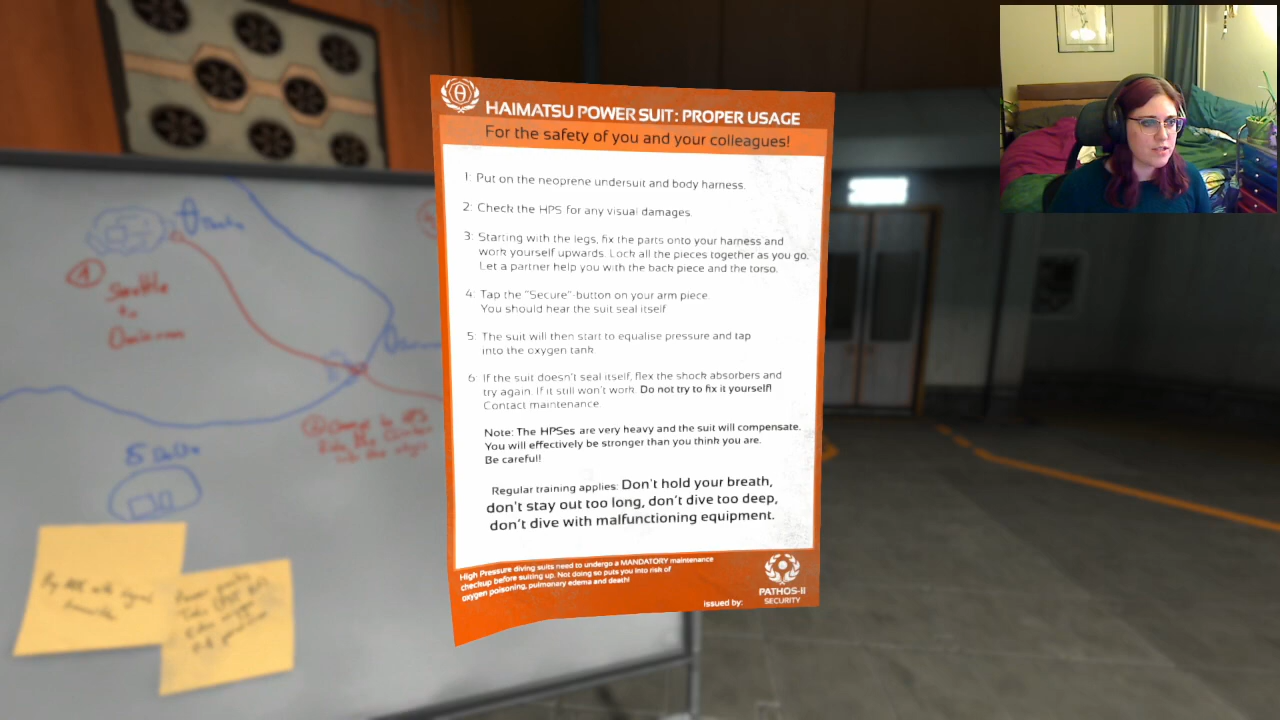 HAIMATSU POWER SUIT: PROPER USAGE
For the safety of you and your colleagues!
1: Put on the neoprene undersuit and body harness.
2: Check the HPS for any visual damages.
3: Starting with the legs, fix the parts onto your harness and
work yourself upwards. Lock all the pieces together as you go.
Let a partner help you with the back piece and the torso.
4: Tap the "Secure"-button on your arm piece.
You should hear the suit seal itself
5: The suit will then start to equalise pressure and tap
into the oxygen tank
6: If the suit doesn't seal itself, flex the shock absorbers and
try again. If it still won't work. Do not try to fix it yourself!
Contact maintenance
Note: The HPSes are very heavy and the suit will compensate.
You will effectively be stronger than you think you are.
Be careful!
Regular training applies: Don't hold your breath,
don't stay out too long, don't dive too deep,
don't dive with malfunctioning equipment.
High Pressure diving suits need to undergo a MANDATORY maintenance
checkup before suiting up. Not doing so puts you into risk of
oxygen poisoning, pulmonary edema and death!
issued by:
PATHOS-II
SECURITY